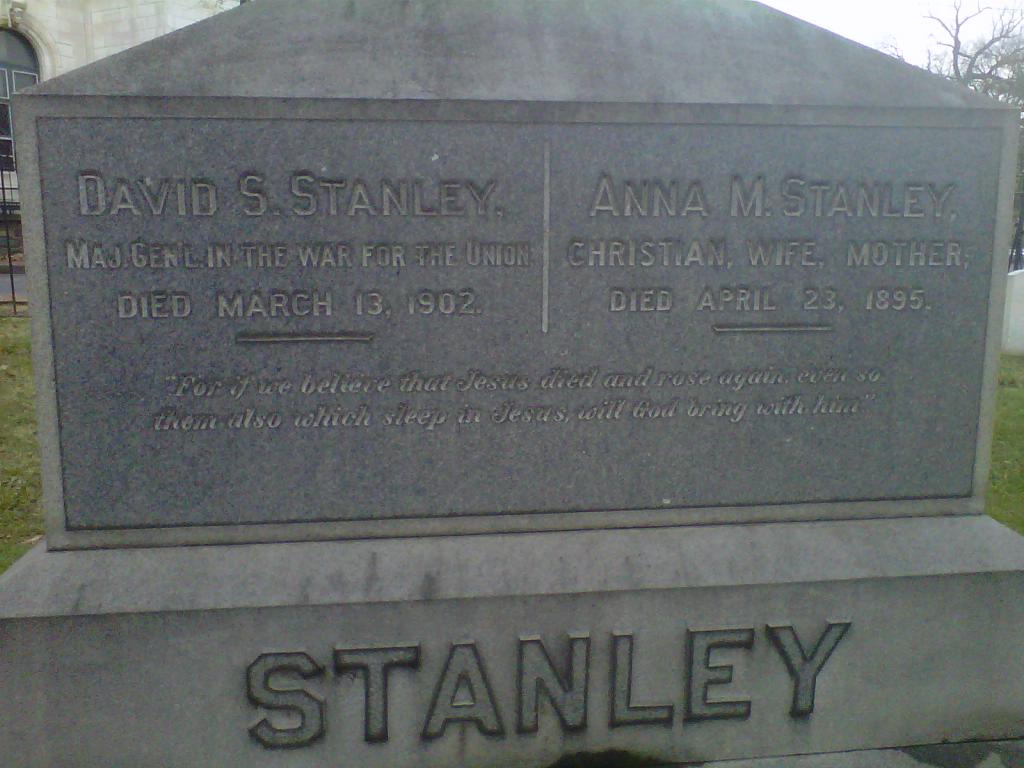 DAVID S. STANLEY,
MAJ. GEN'L. IN THE WAR FOR THE UNION
DIED MARCH 13, 1902.
ANNA M. STANLEY,
CHRISTIAN, WIFE, MOTHER,
DIED APRIL 23, 1895.
"For if we believe that Jesus died and rose again, even so
them also which sleep in Jesus, will God bring with him"
STANLEY